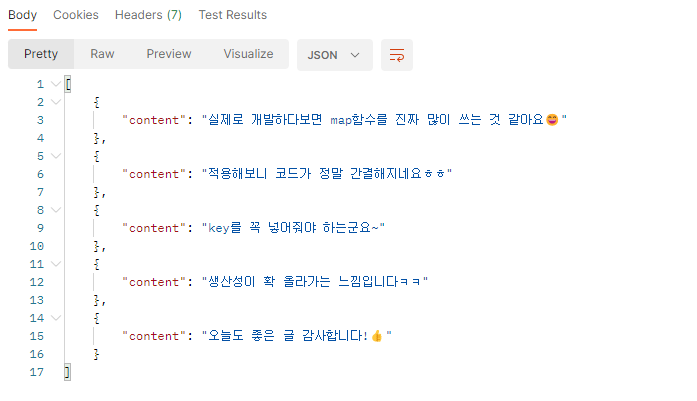 Body Cookies Headers (7) Test Results
Pretty Raw Preview Visualize JSON
1 [
2 {
3 "content": "실제로 개발하다보면 map함수를 진짜 많이 쓰는 것 같아요😄"
4 },
5 {
6 "content": "적용해보니 코드가 정말 간결해지네요ㅎㅎ"
7 },
8 {
9 "content": "key를 꼭 넣어줘야 하는군요~"
10 },
11 {
12 "content": "생산성이 확 올라가는 느낌입니다ㅋㅋ"
13 },
14 {
15 "content": "오늘도 좋은 글 감사합니다!👍"
16 }
17 ]